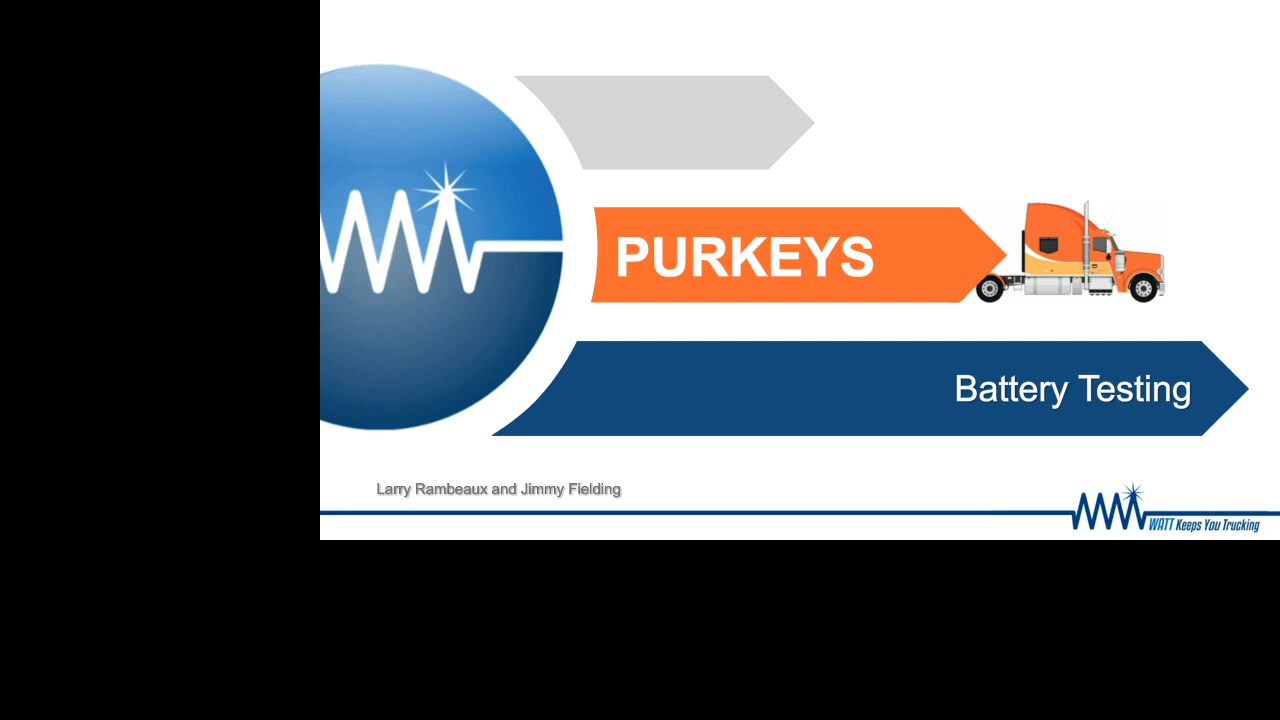 PURKEYS
Battery Testing
Larry Rambeaux and Jimmy Fielding
WATT Keeps You Trucking